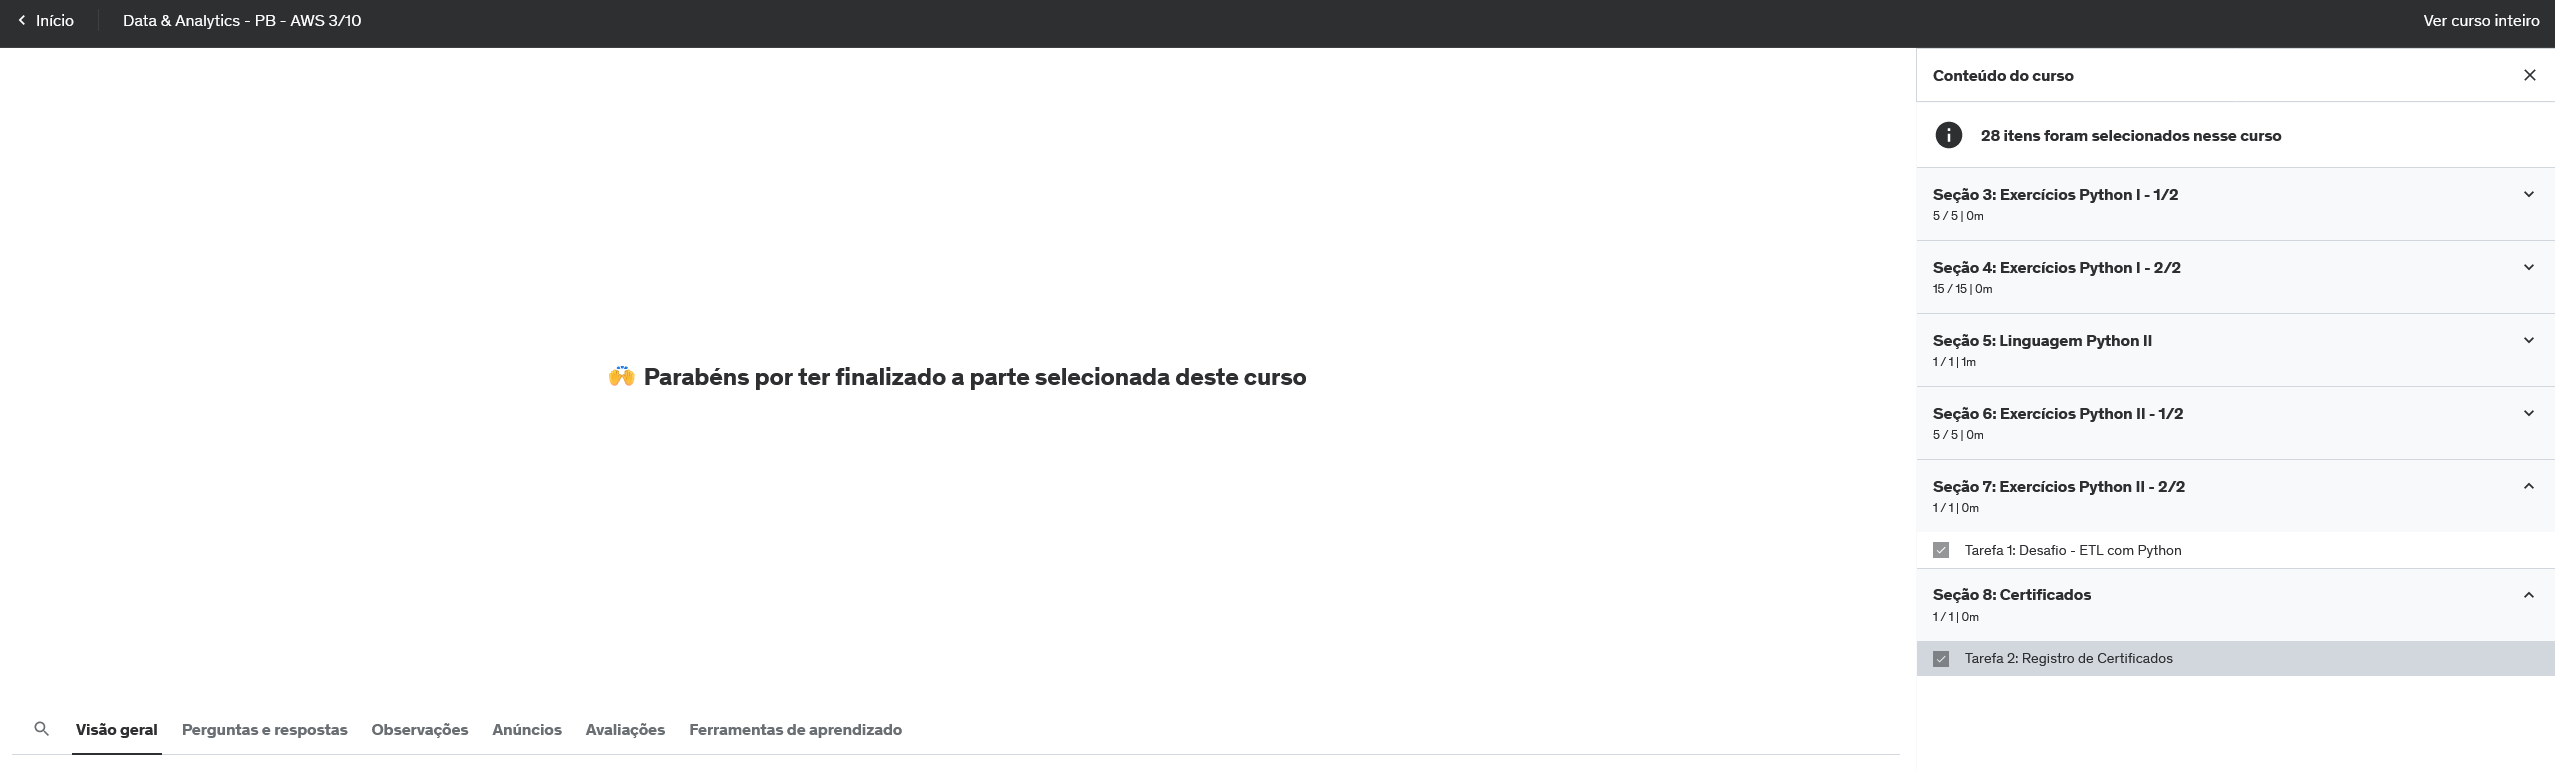 Início
Data & Analytics - PB - AWS 3/10
Ver curso inteiro
Parabéns por ter finalizado a parte selecionada deste curso
Visão geral
Perguntas e respostas
Observações
Anúncios
Avaliações
Ferramentas de aprendizado
Conteúdo do curso
28 itens foram selecionados nesse curso
Seção 3: Exercícios Python I - 1/2
5 / 5 | 0m
Seção 4: Exercícios Python I - 2/2
15 / 15 | 0m
Seção 5: Linguagem Python II
1 / 1 | 1m
Seção 6: Exercícios Python II - 1/2
5 / 5 | 0m
Seção 7: Exercícios Python II - 2/2
1 / 1 | 0m
Tarefa 1: Desafio - ETL com Python
Seção 8: Certificados
1 / 1 | 0m
Tarefa 2: Registro de Certificados